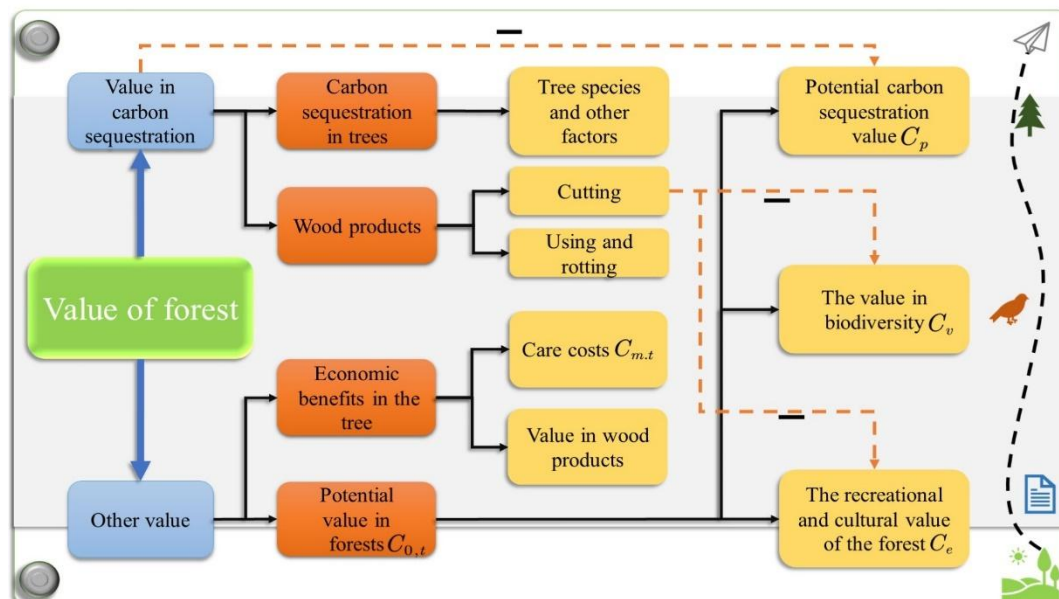 Value in
carbon
sequestration
Carbon
sequestration
in trees
Tree species
and other
factors
Potential carbon
sequestration
value C_p
Wood products
Cutting
Using and
rotting
Value of forest
The value in
biodiversity C_v
Economic
benefits in the
tree
Care costs C_{m.t}
Value in wood
products
Other value
Potential
value in
forests C_{0,t}
The recreational
and cultural value
of the forest C_e